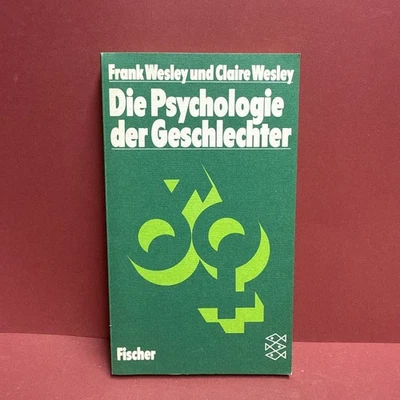 Frank Wesley und Claire Wesley
Die Psychologie
der Geschlechter
Fischer